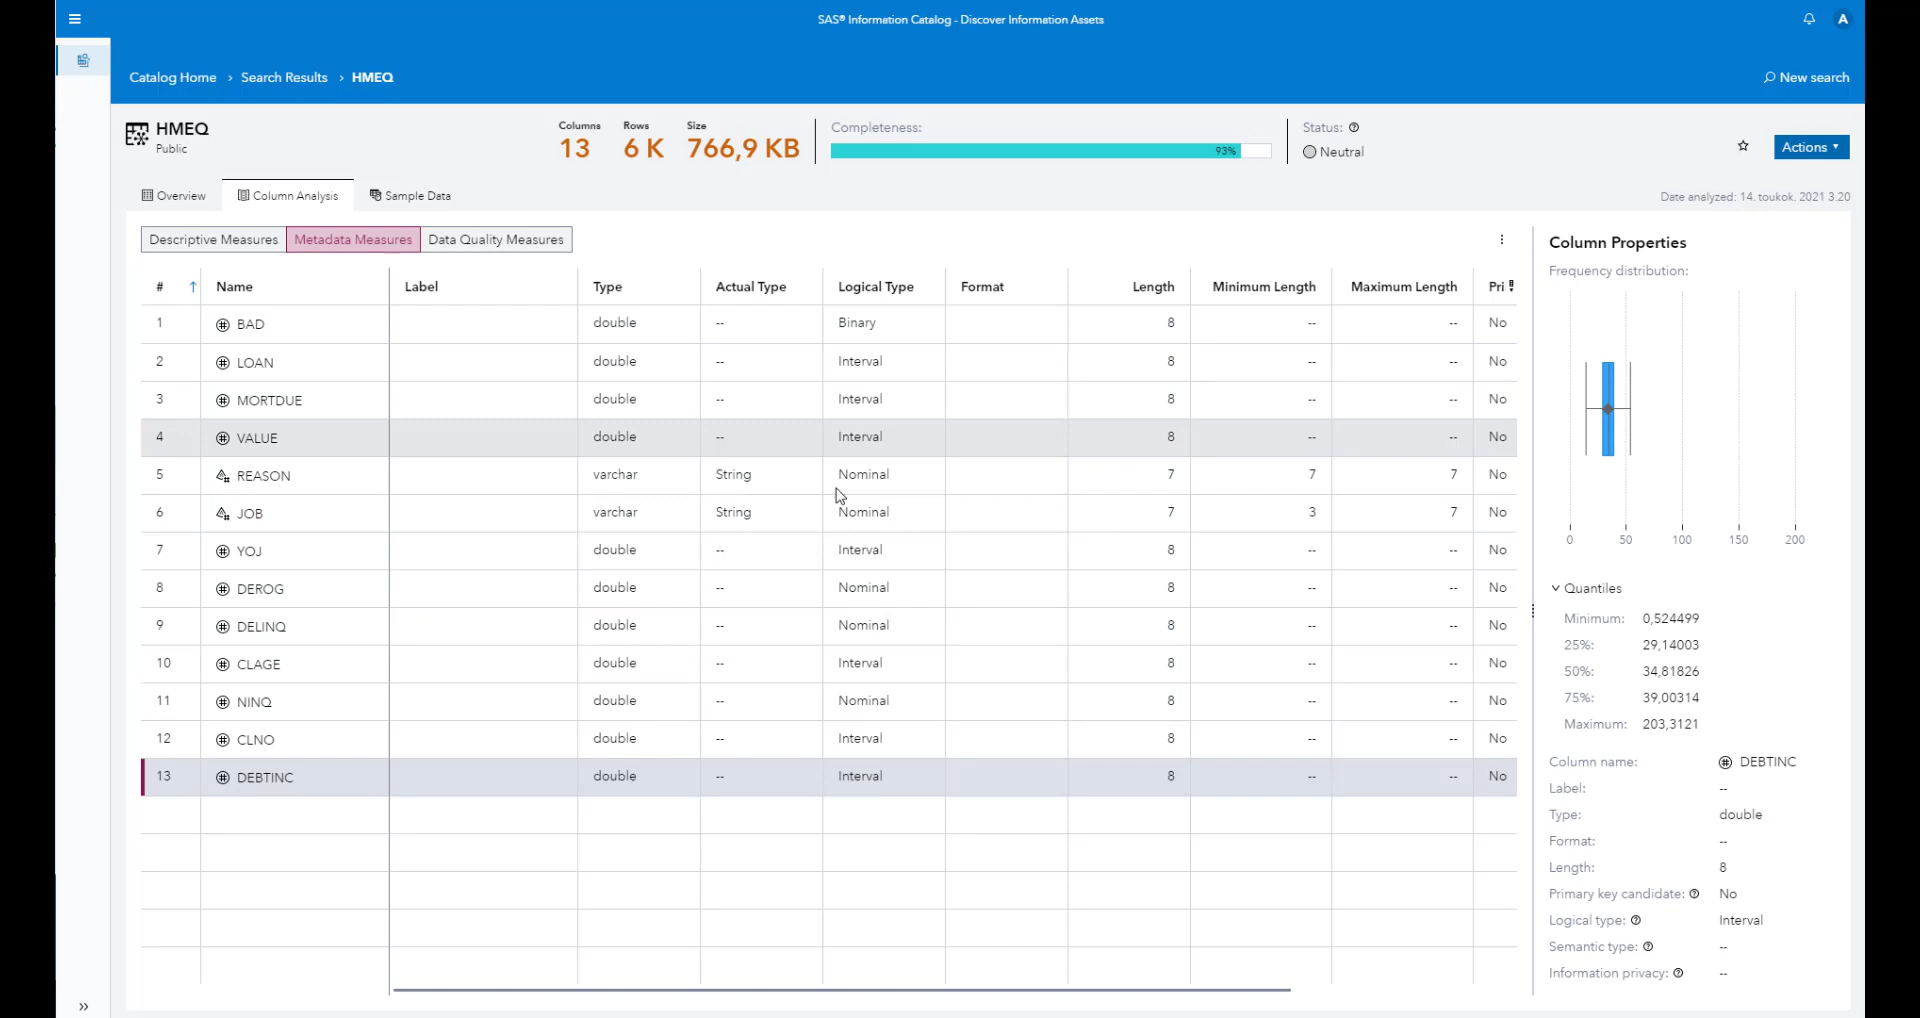 SAS® Information Catalog - Discover Information Assets
A
Catalog Home › Search Results › HMEQ
New search
HMEQ
Public
Columns Rows Size
13 6 K 766,9 KB
Completeness:
93%
Status:
Neutral
Actions
Overview Column Analysis Sample Data
Date analyzed: 14. toukok. 2021 3.20
Descriptive Measures Metadata Measures Data Quality Measures
# Name Label Type Actual Type Logical Type Format Length Minimum Length Maximum Length Pri
1 BAD double -- Binary 8 -- -- No
2 LOAN double -- Interval 8 -- -- No
3 MORTDUE double -- Interval 8 -- -- No
4 VALUE double -- Interval 8 -- -- No
5 REASON varchar String Nominal 7 7 7 No
6 JOB varchar String Nominal 7 3 7 No
7 YOJ double -- Interval 8 -- -- No
8 DEROG double -- Nominal 8 -- -- No
9 DELINQ double -- Nominal 8 -- -- No
10 CLAGE double -- Interval 8 -- -- No
11 NINQ double -- Nominal 8 -- -- No
12 CLNO double -- Interval 8 -- -- No
13 DEBTINC double -- Interval 8 -- -- No
Column Properties
Frequency distribution:
0 50 100 150 200
Quantiles
Minimum: 0,524499
25%: 29,14003
50%: 34,81826
75%: 39,00314
Maximum: 203,3121
Column name: DEBTINC
Label: --
Type: double
Format: --
Length: 8
Primary key candidate: No
Logical type: Interval
Semantic type: --
Information privacy: --